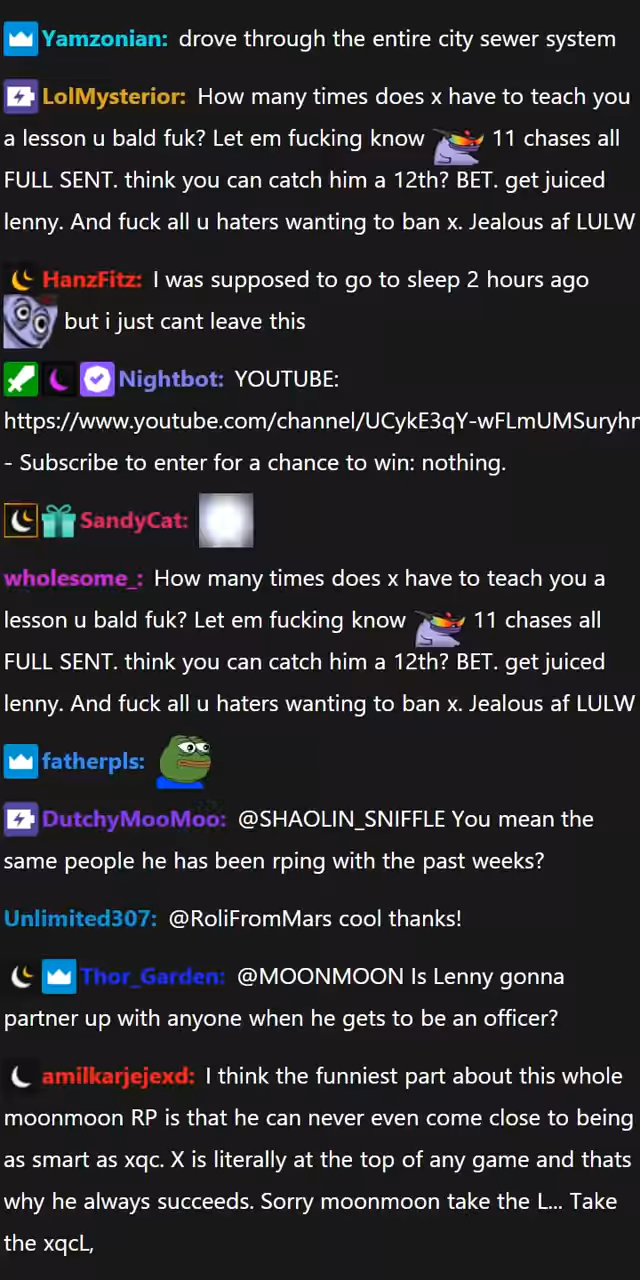 Yamzonian: drove through the entire city sewer system
LolMysterior: How many times does x have to teach you
a lesson u bald fuk? Let em fucking know 11 chases all
FULL SENT. think you can catch him a 12th? BET. get juiced
lenny. And fuck all u haters wanting to ban x. Jealous af LULW
HanzFitz: I was supposed to go to sleep 2 hours ago
but i just cant leave this
Nightbot: YOUTUBE:
https://www.youtube.com/channel/UCykE3qY-wFLmUMSuryhr
- Subscribe to enter for a chance to win: nothing.
SandyCat:
wholesome_: How many times does x have to teach you a
lesson u bald fuk? Let em fucking know 11 chases all
FULL SENT. think you can catch him a 12th? BET. get juiced
lenny. And fuck all u haters wanting to ban x. Jealous af LULW
fatherpls:
DutchyMooMoo: @SHAOLIN_SNIFFLE You mean the
same people he has been rping with the past weeks?
Unlimited307: @RoliFromMars cool thanks!
Thor_Garden: @MOONMOON Is Lenny gonna
partner up with anyone when he gets to be an officer?
amilkarjejexd: I think the funniest part about this whole
moonmoon RP is that he can never even come close to being
as smart as xqc. X is literally at the top of any game and thats
why he always succeeds. Sorry moonmoon take the L... Take
the xqcL,